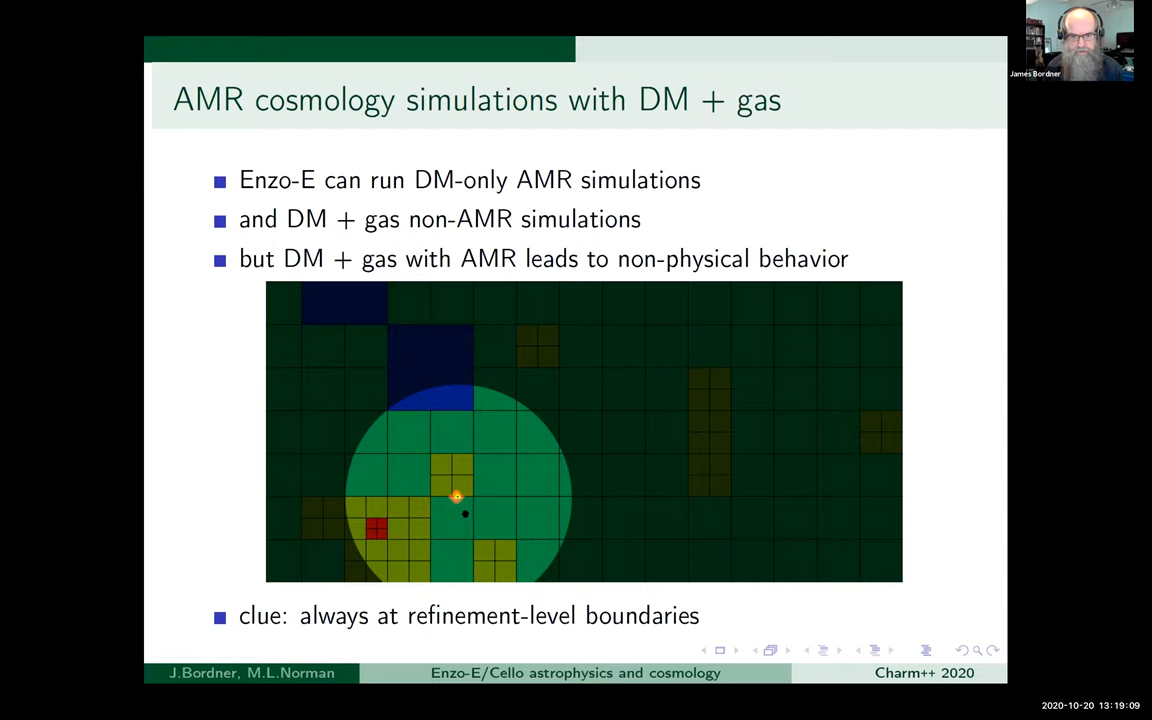 James Bordner
AMR cosmology simulations with DM + gas
Enzo-E can run DM-only AMR simulations
and DM + gas non-AMR simulations
but DM + gas with AMR leads to non-physical behavior
clue: always at refinement-level boundaries
J.Bordner, M.L.Norman
Enzo-E/Cello astrophysics and cosmology
Charm++ 2020
2020-10-20 13:19:09